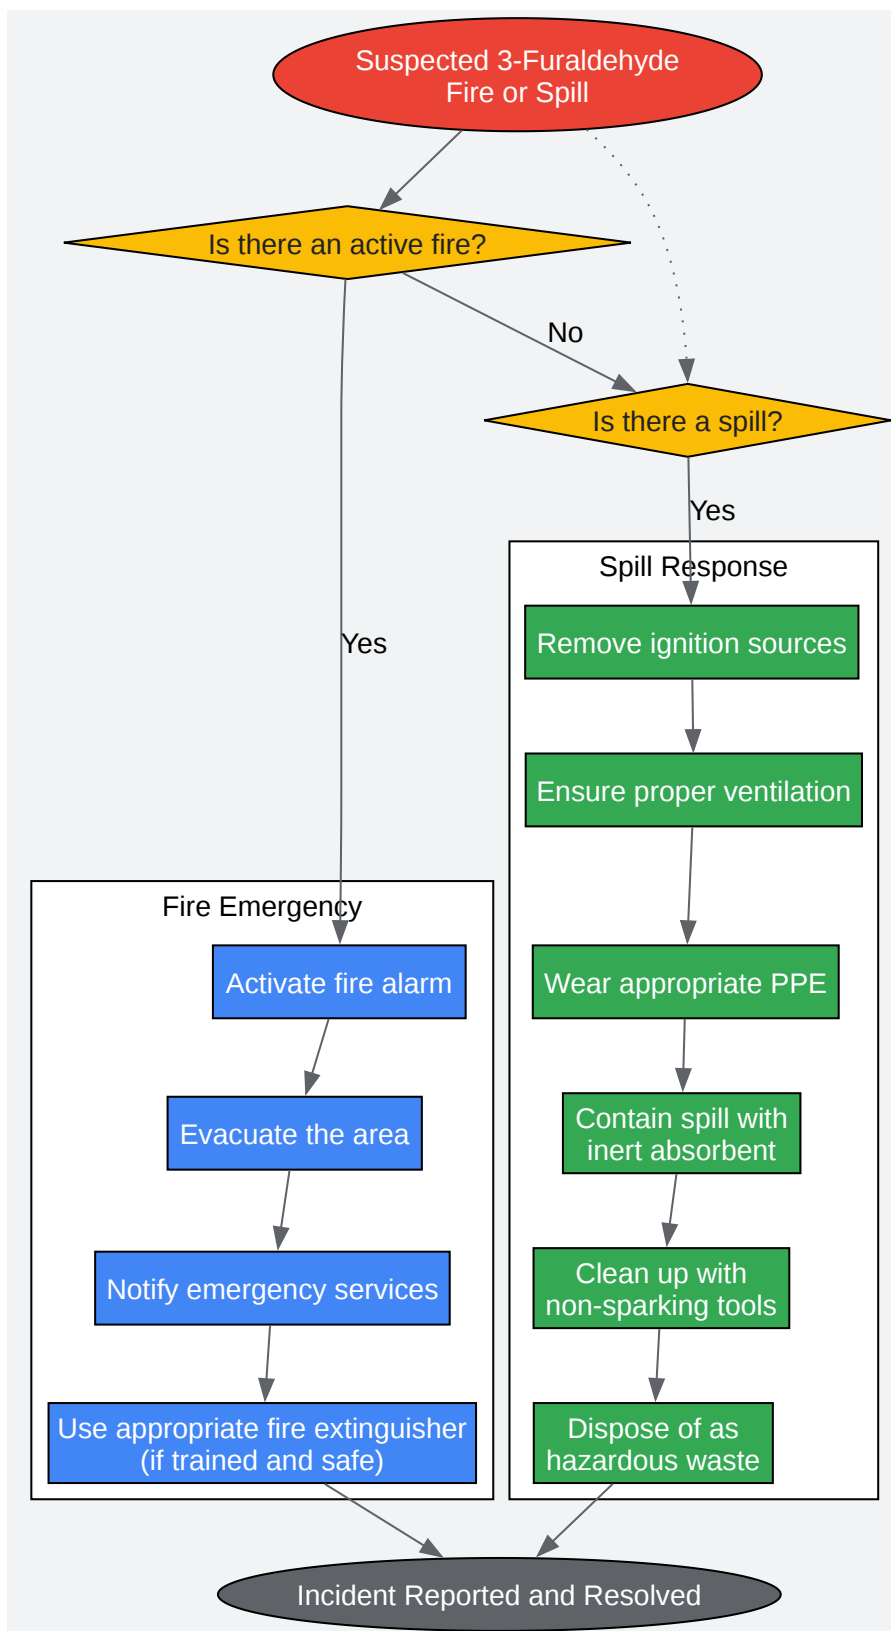 Suspected 3-Furaldehyde
Fire or Spill
Is there an active fire?
No
Is there a spill?
Yes
Spill Response
Remove ignition sources
Yes
Ensure proper ventilation
Fire Emergency
Activate fire alarm
Wear appropriate PPE
Evacuate the area
Contain spill with
inert absorbent
Notify emergency services
Clean up with
non-sparking tools
Use appropriate fire extinguisher
(if trained and safe)
Dispose of as
hazardous waste
Incident Reported and Resolved